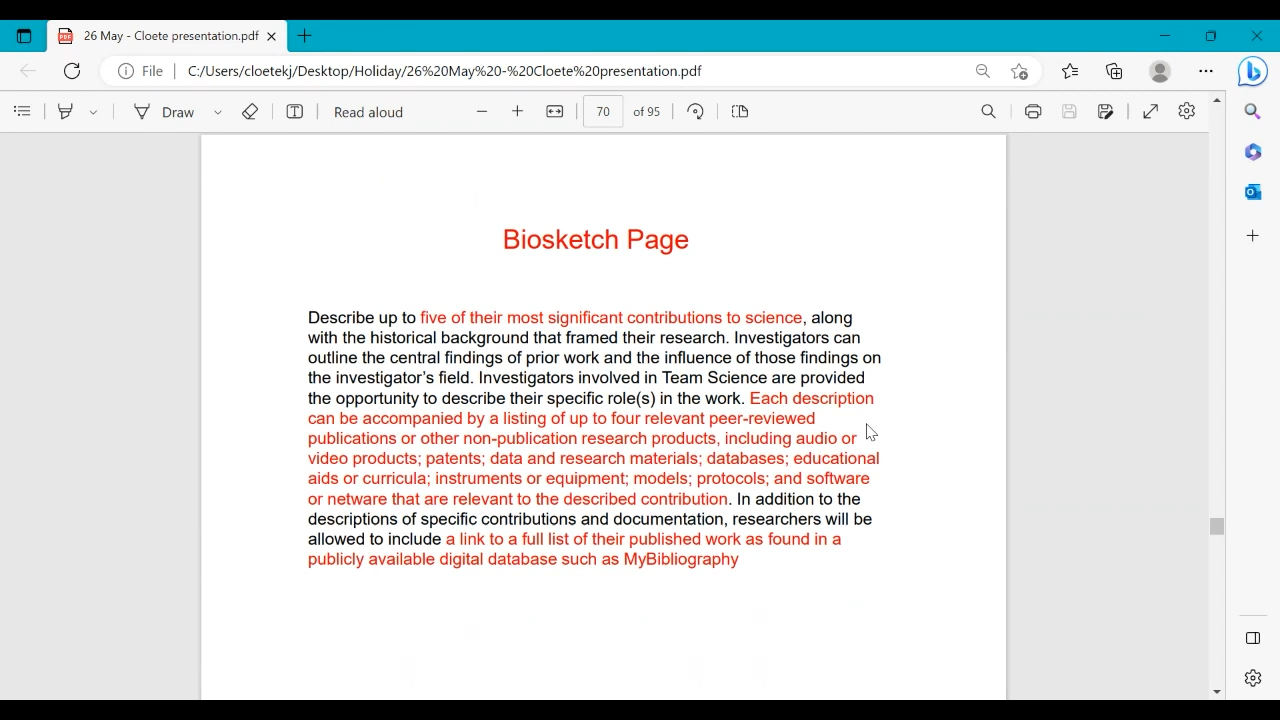 26 May - Cloete presentation.pdf
File
C:/Users/cloetekj/Desktop/Holiday/26%20May%20-%20Cloete%20presentation.pdf
Draw
Read aloud
70 of 95
Biosketch Page
Describe up to five of their most significant contributions to science, along
with the historical background that framed their research. Investigators can
outline the central findings of prior work and the influence of those findings on
the investigator's field. Investigators involved in Team Science are provided
the opportunity to describe their specific role(s) in the work. Each description
can be accompanied by a listing of up to four relevant peer-reviewed
publications or other non-publication research products, including audio or
video products; patents; data and research materials; databases; educational
aids or curricula; instruments or equipment; models; protocols; and software
or netware that are relevant to the described contribution. In addition to the
descriptions of specific contributions and documentation, researchers will be
allowed to include a link to a full list of their published work as found in a
publicly available digital database such as MyBibliography